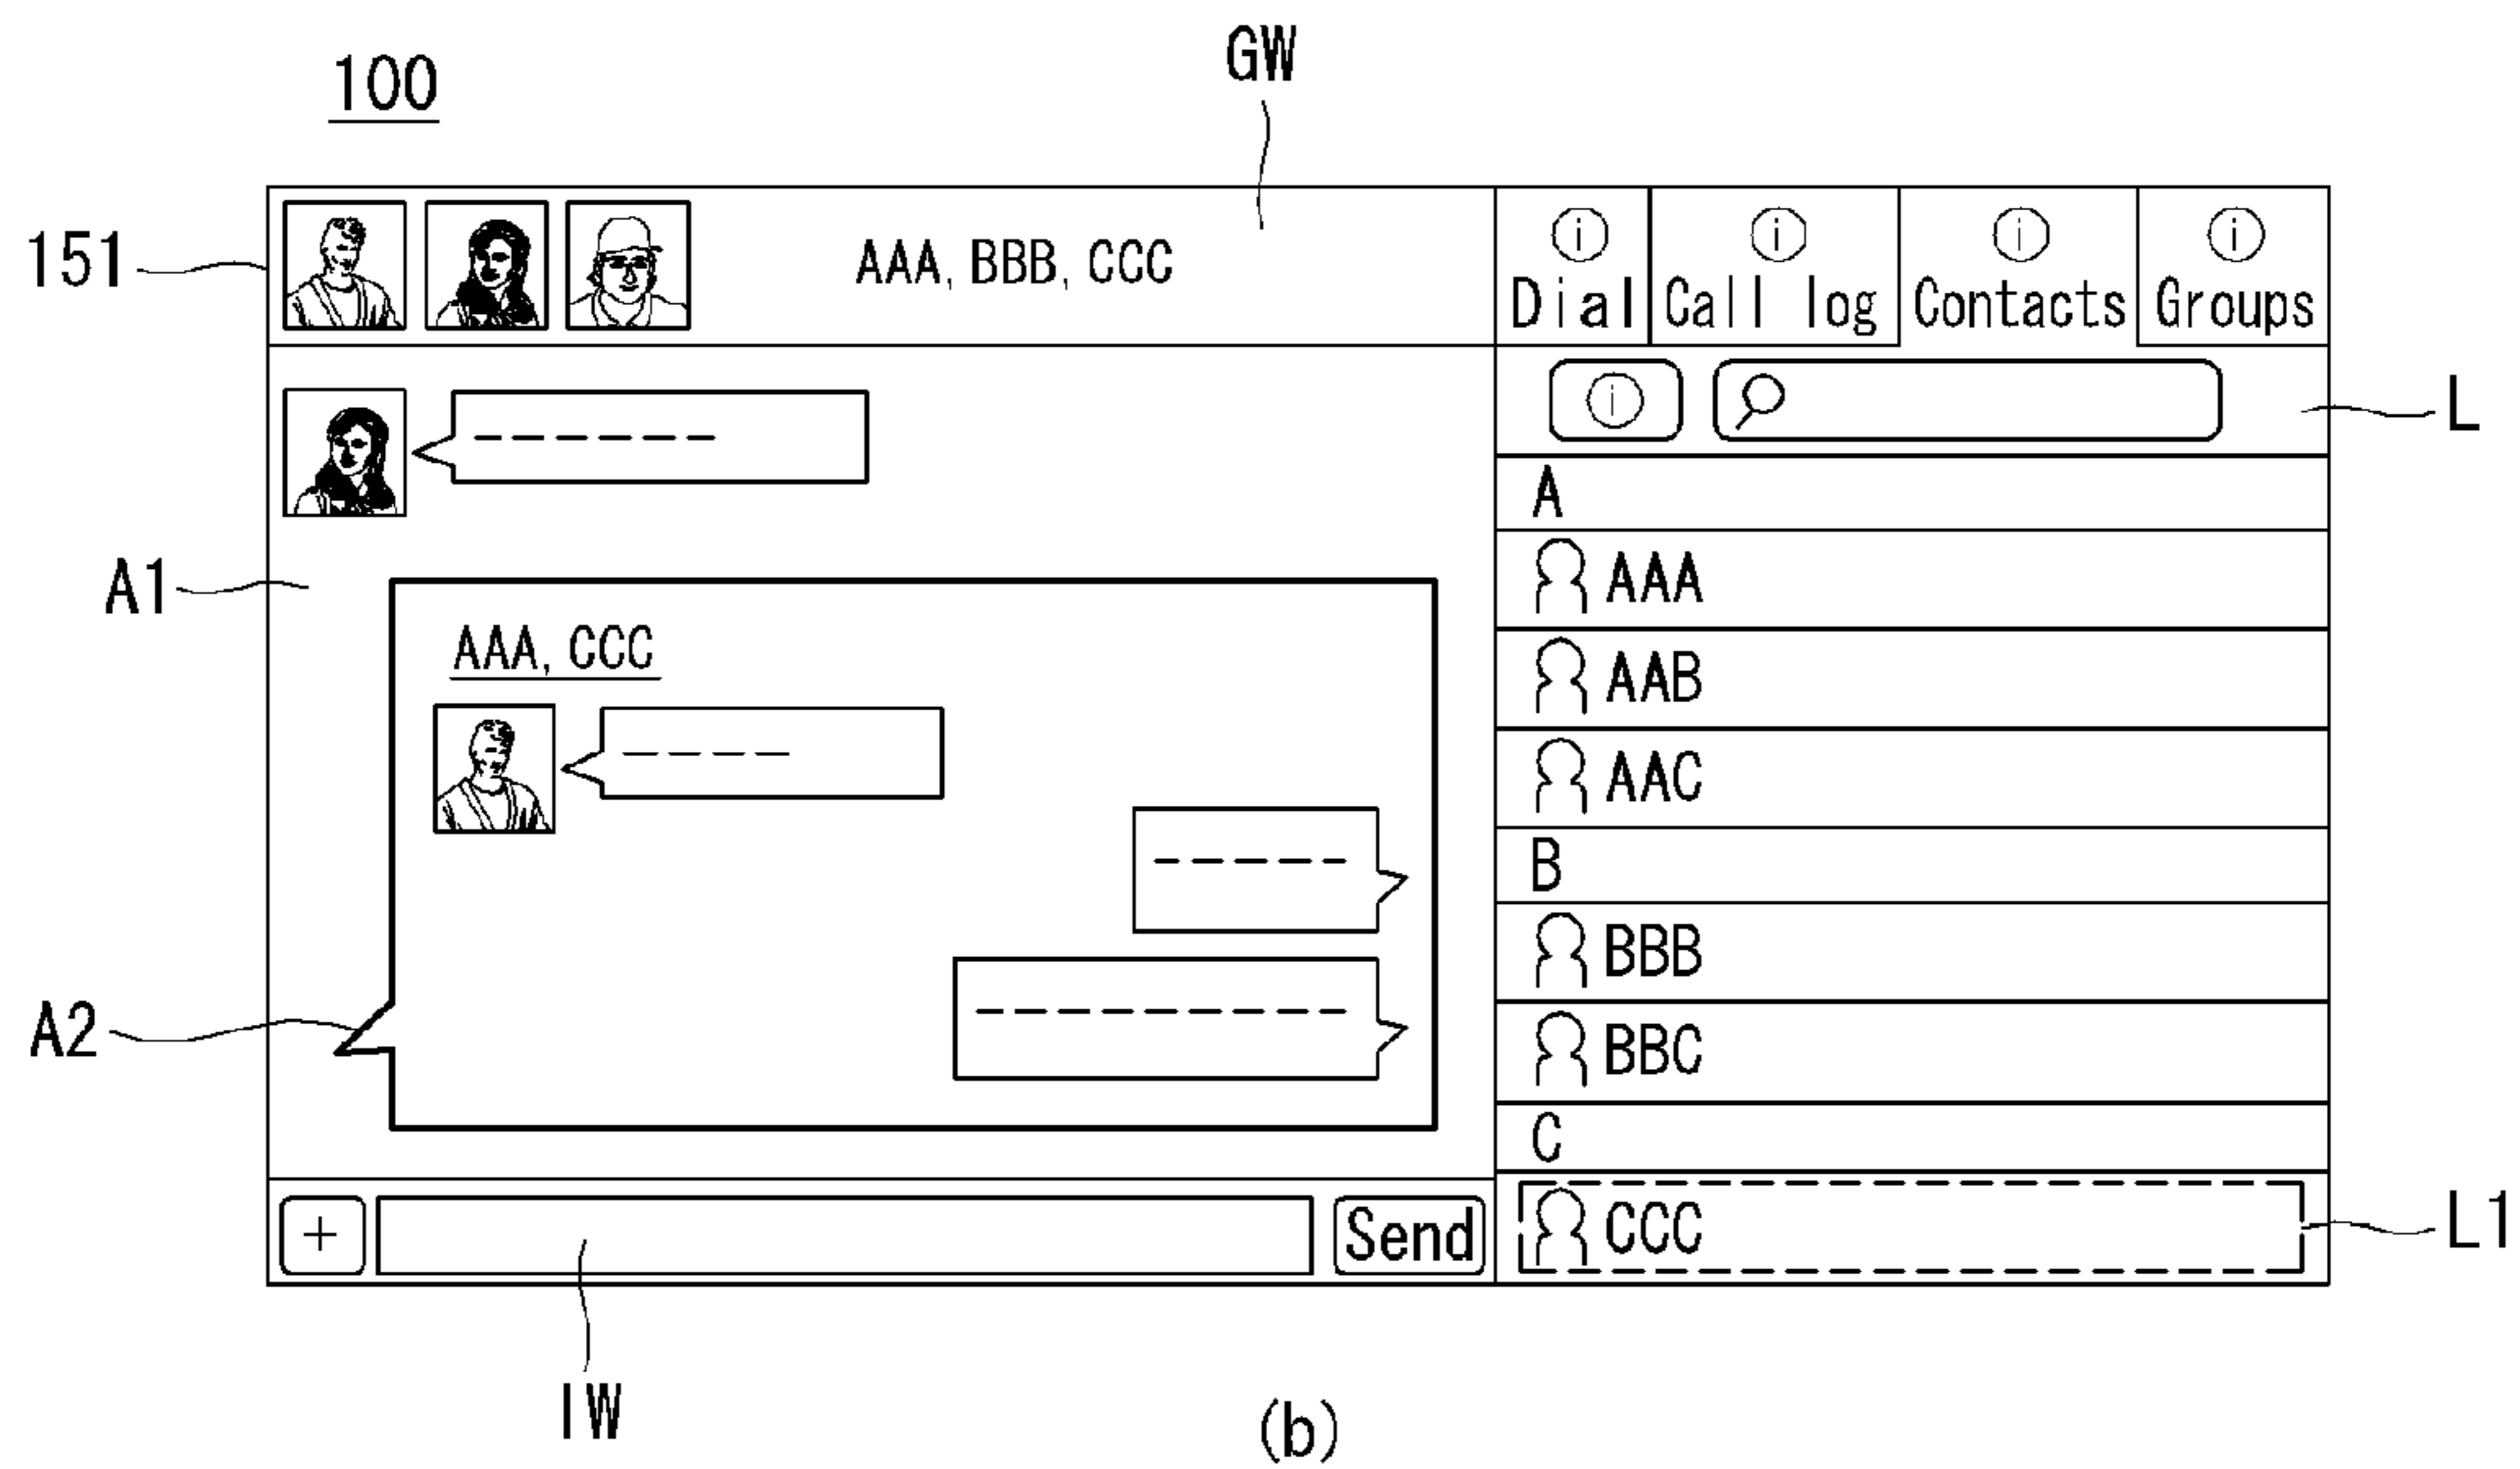 100
GW
151
AAA, BBB, CCC
Dial
Call log
Contacts
Groups
L
A
AAA
AAB
AAC
B
BBB
BBC
C
CCC
L1
A1
AAA, CCC
A2
+
Send
IW
(b)